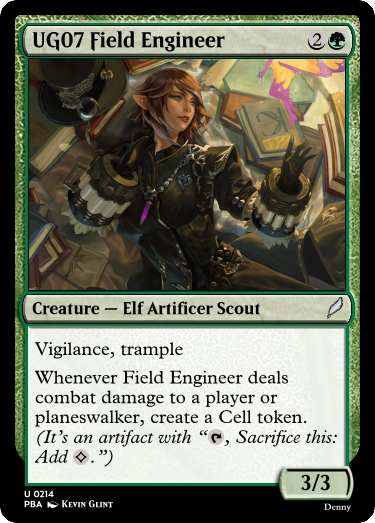 UG07 Field Engineer 2
Creature — Elf Artificer Scout
Vigilance, trample
Whenever Field Engineer deals
combat damage to a player or
planeswalker, create a Cell token.
(It's an artifact with “, Sacrifice this:
Add .”)
3/3
U 0214
PBA Kevin Glint
Denny